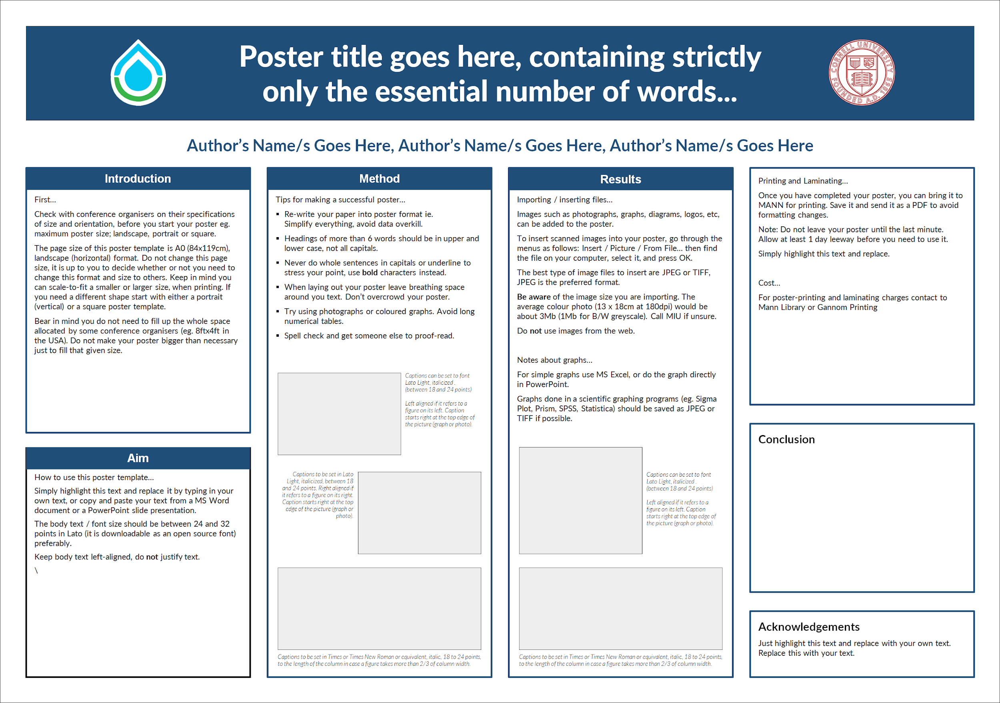 Poster title goes here, containing strictly
only the essential number of words...
CORNELL UNIVERSITY
FOUNDED A.D. 1865
Author’s Name/s Goes Here, Author’s Name/s Goes Here, Author’s Name/s Goes Here
Introduction
First...
Check with conference organisers on their specifications
of size and orientation, before you start your poster eg.
maximum poster size; landscape, portrait or square.
The page size of this poster template is A0 (84x119cm),
landscape (horizontal) format. Do not change this page
size, it is up to you to decide whether or not you need to
change this format and size to others. Keep in mind you
can scale-to-fit a smaller or larger size, when printing. If
you need a different shape start with either a portrait
(vertical) or a square poster template.
Bear in mind you do not need to fill up the whole space
allocated by some conference organisers (eg. 8ftx4ft in
the USA). Do not make your poster bigger than necessary
just to fill that given size.
Aim
How to use this poster template...
Simply highlight this text and replace it by typing in your
own text, or copy and paste your text from a MS Word
document or a PowerPoint slide presentation.
The body text / font size should be between 24 and 32
points in Lato (it is downloadable as an open source font)
preferably.
Keep body text left-aligned, do not justify text.
\
Method
Tips for making a successful poster...
▪ Re-write your paper into poster format ie.
Simplify everything, avoid data overkill.
▪ Headings of more than 6 words should be in upper and
lower case, not all capitals.
▪ Never do whole sentences in capitals or underline to
stress your point, use bold characters instead.
▪ When laying out your poster leave breathing space
around you text. Don’t overcrowd your poster.
▪ Try using photographs or coloured graphs. Avoid long
numerical tables.
▪ Spell check and get someone else to proof-read.
Captions can be set to font
Lato Light, italicized .
(between 18 and 24 points)
Left aligned if it refers to a
figure on its left. Caption
starts right at the top edge of
the picture (graph or photo).
Captions to be set in Lato
Light, italicized, between 18
and 24 points. Right aligned if
it refers to a figure on its right.
Caption starts right at the top
edge of the picture (graph or
photo).
Captions to be set in Times or Times New Roman or equivalent, italic, 18 to 24 points,
to the length of the column in case a figure takes more than 2/3 of column width.
Results
Importing / inserting files...
Images such as photographs, graphs, diagrams, logos, etc,
can be added to the poster.
To insert scanned images into your poster, go through the
menus as follows: Insert / Picture / From File... then find
the file on your computer, select it, and press OK.
The best type of image files to insert are JPEG or TIFF,
JPEG is the preferred format.
Be aware of the image size you are importing. The
average colour photo (13 x 18cm at 180dpi) would be
about 3Mb (1Mb for B/W greyscale). Call MIU if unsure.
Do not use images from the web.
Notes about graphs...
For simple graphs use MS Excel, or do the graph directly
in PowerPoint.
Graphs done in a scientific graphing programs (eg. Sigma
Plot, Prism, SPSS, Statistica) should be saved as JPEG or
TIFF if possible.
Captions can be set to font
Lato Light, italicized .
(between 18 and 24 points)
Left aligned if it refers to a
figure on its left. Caption
starts right at the top edge of
the picture (graph or photo).
Captions to be set in Times or Times New Roman or equivalent, italic, 18 to 24 points,
to the length of the column in case a figure takes more than 2/3 of column width.
Printing and Laminating...
Once you have completed your poster, you can bring it to
MANN for printing. Save it and send it as a PDF to avoid
formatting changes.
Note: Do not leave your poster until the last minute.
Allow at least 1 day leeway before you need to use it.
Simply highlight this text and replace.
Cost...
For poster-printing and laminating charges contact to
Mann Library or Gannom Printing
Conclusion
Acknowledgements
Just highlight this text and replace with your own text.
Replace this with your text.